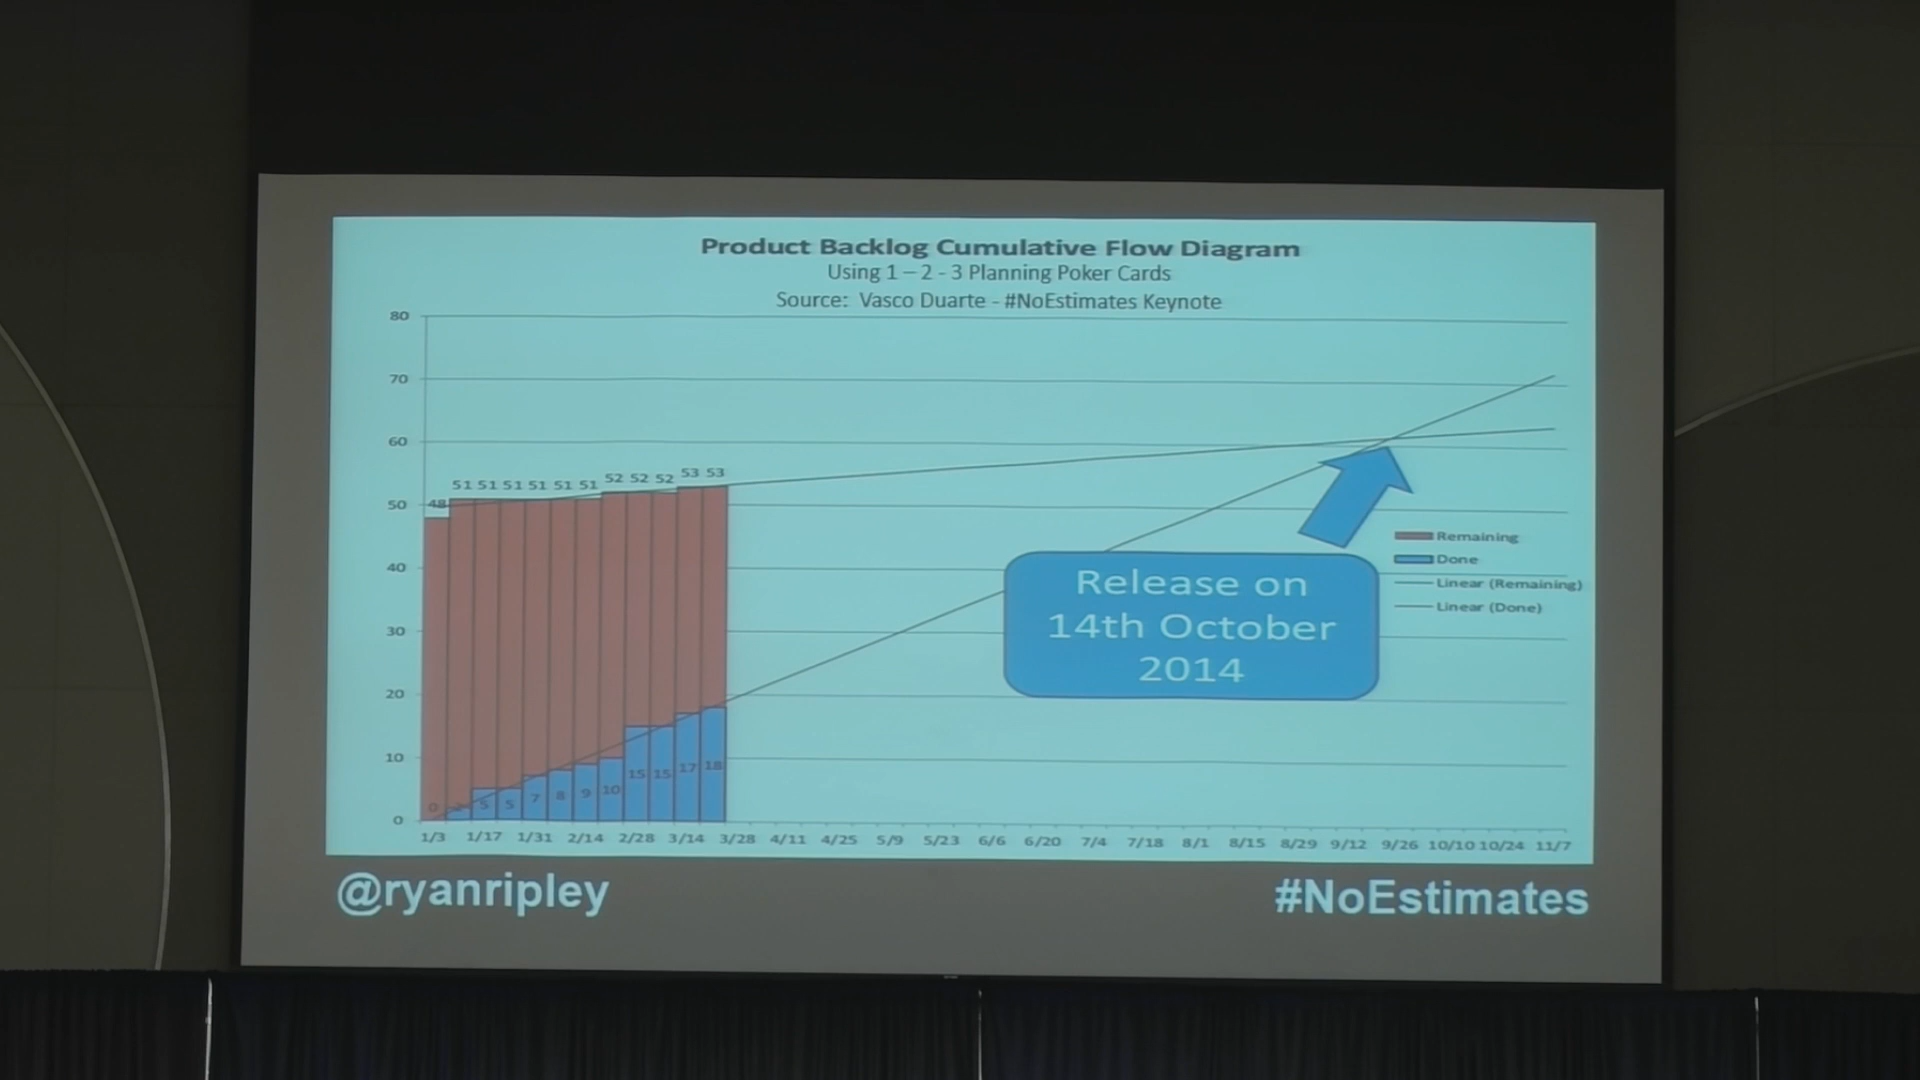 Product Backlog Cumulative Flow Diagram
Using 1 – 2 - 3 Planning Poker Cards
Source: Vasco Duarte - #NoEstimates Keynote
80
70
60
50
40
30
20
10
0
48 51 51 51 51 51 51 52 52 52 53 53
0 2 5 5 7 8 9 10 15 15 17 18
Release on
14th October
2014
Remaining
Done
Linear (Remaining)
Linear (Done)
1/3 1/17 1/31 2/14 2/28 3/14 3/28 4/11 4/25 5/9 5/23 6/6 6/20 7/4 7/18 8/1 8/15 8/29 9/12 9/26 10/10 10/24 11/7
@ryanripley
#NoEstimates